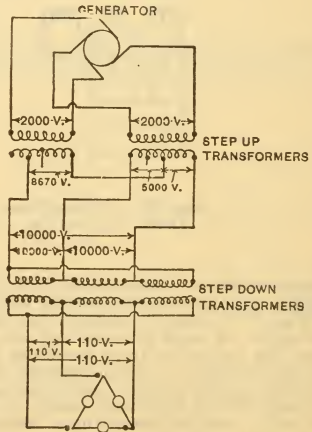 GENERATOR
2000 V. 2000 V.
STEP UP
TRANSFORMERS
8670 V. 5000 V.
10000 V.
10000 V. 10000 V.
STEP DOWN
TRANSFORMERS
110 V. 110 V.
110 V.